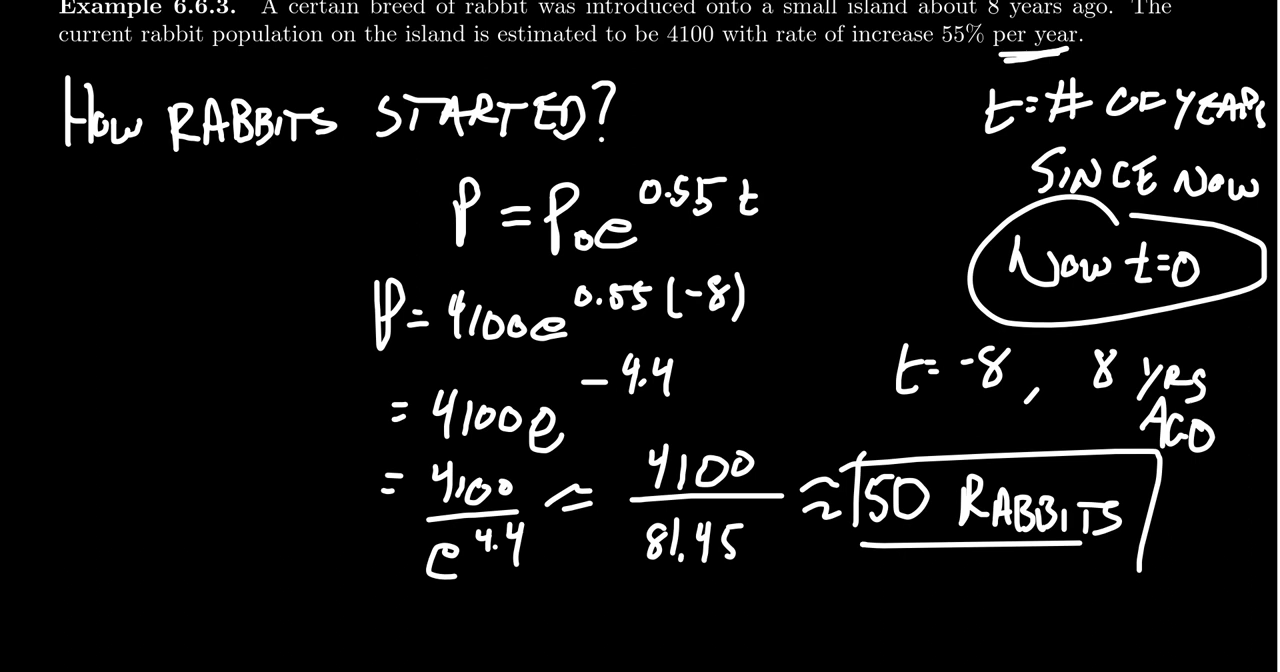 Example 6.6.3. A certain breed of rabbit was introduced onto a small island about 8 years ago. The
current rabbit population on the island is estimated to be 4100 with rate of increase 55% per year.
HOW RABBITS STARTED?
t = # OF YEARS
SINCE NOW
P = P₀e^0.55t
NOW t=0
P = 4100e^0.55(-8)
t = -8, 8 YRS
AGO
= 4100e^-4.4
= 4100/e^4.4 ≈ 4100/81.45 ≈ 50 RABBITS